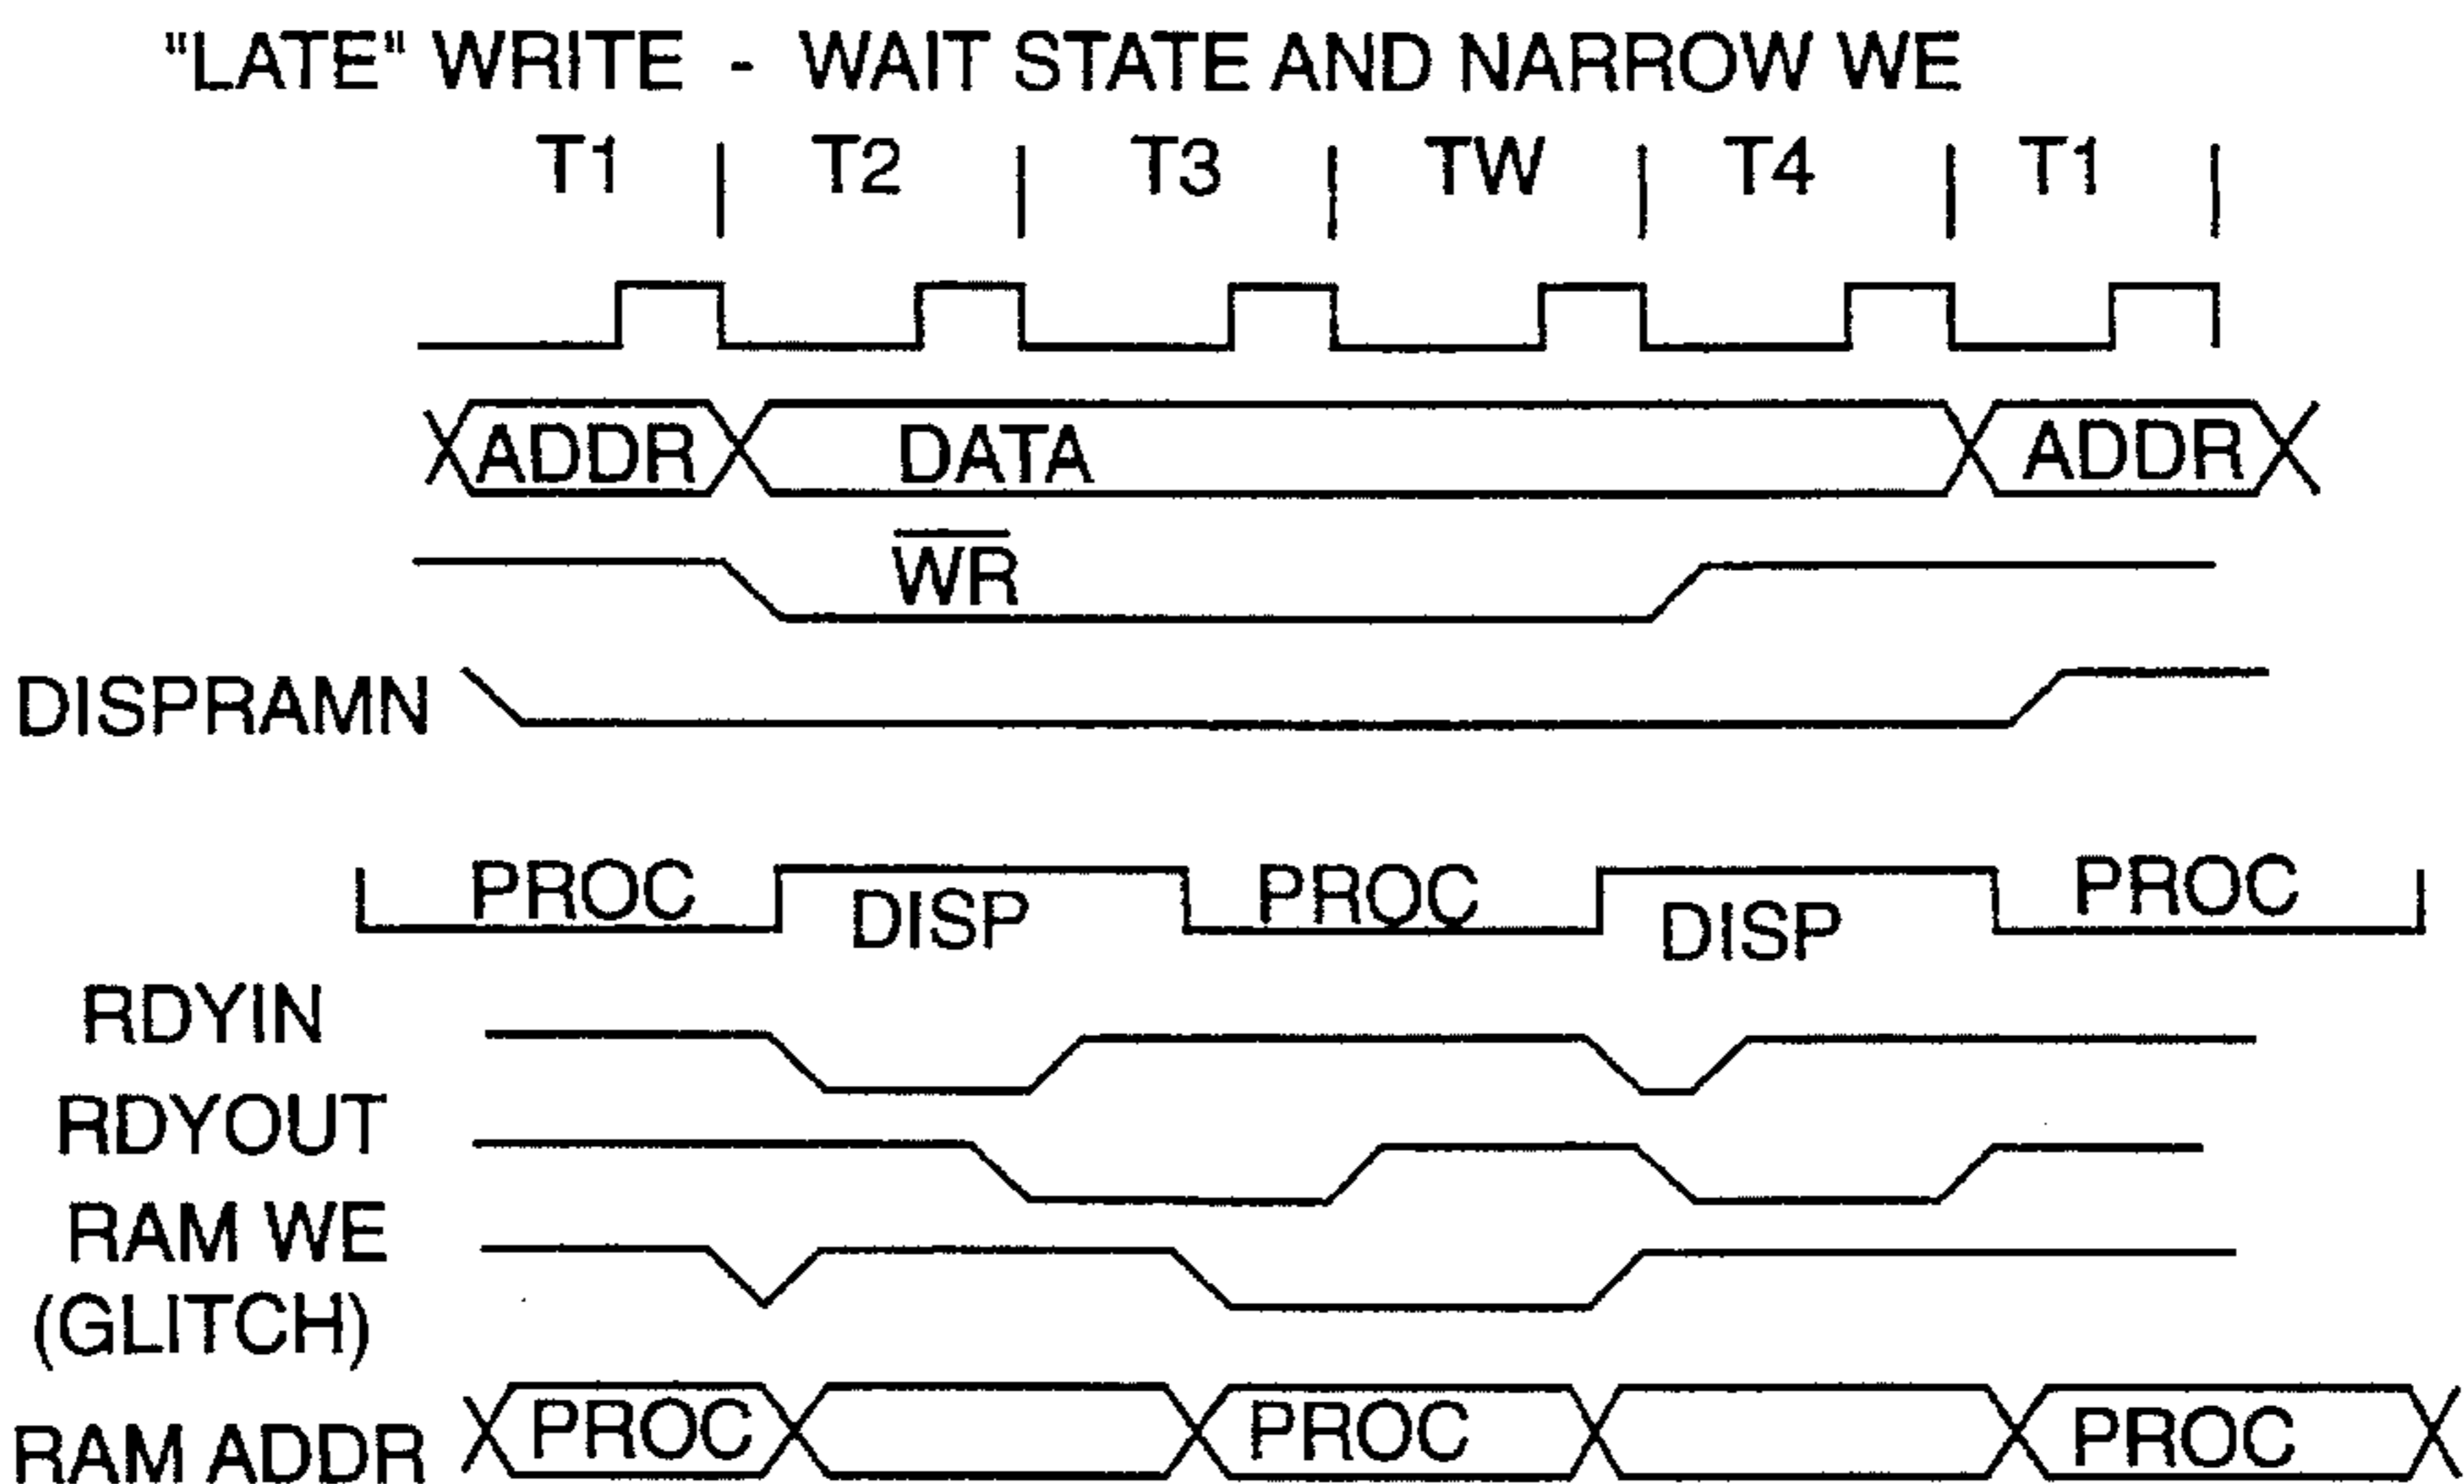 "LATE" WRITE - WAIT STATE AND NARROW WE
T1 | T2 | T3 | TW | T4 | T1 |
ADDR DATA ADDR
WR
DISPRAMN
PROC DISP PROC DISP PROC
RDYIN
RDYOUT
RAM WE
(GLITCH)
RAM ADDR PROC PROC PROC